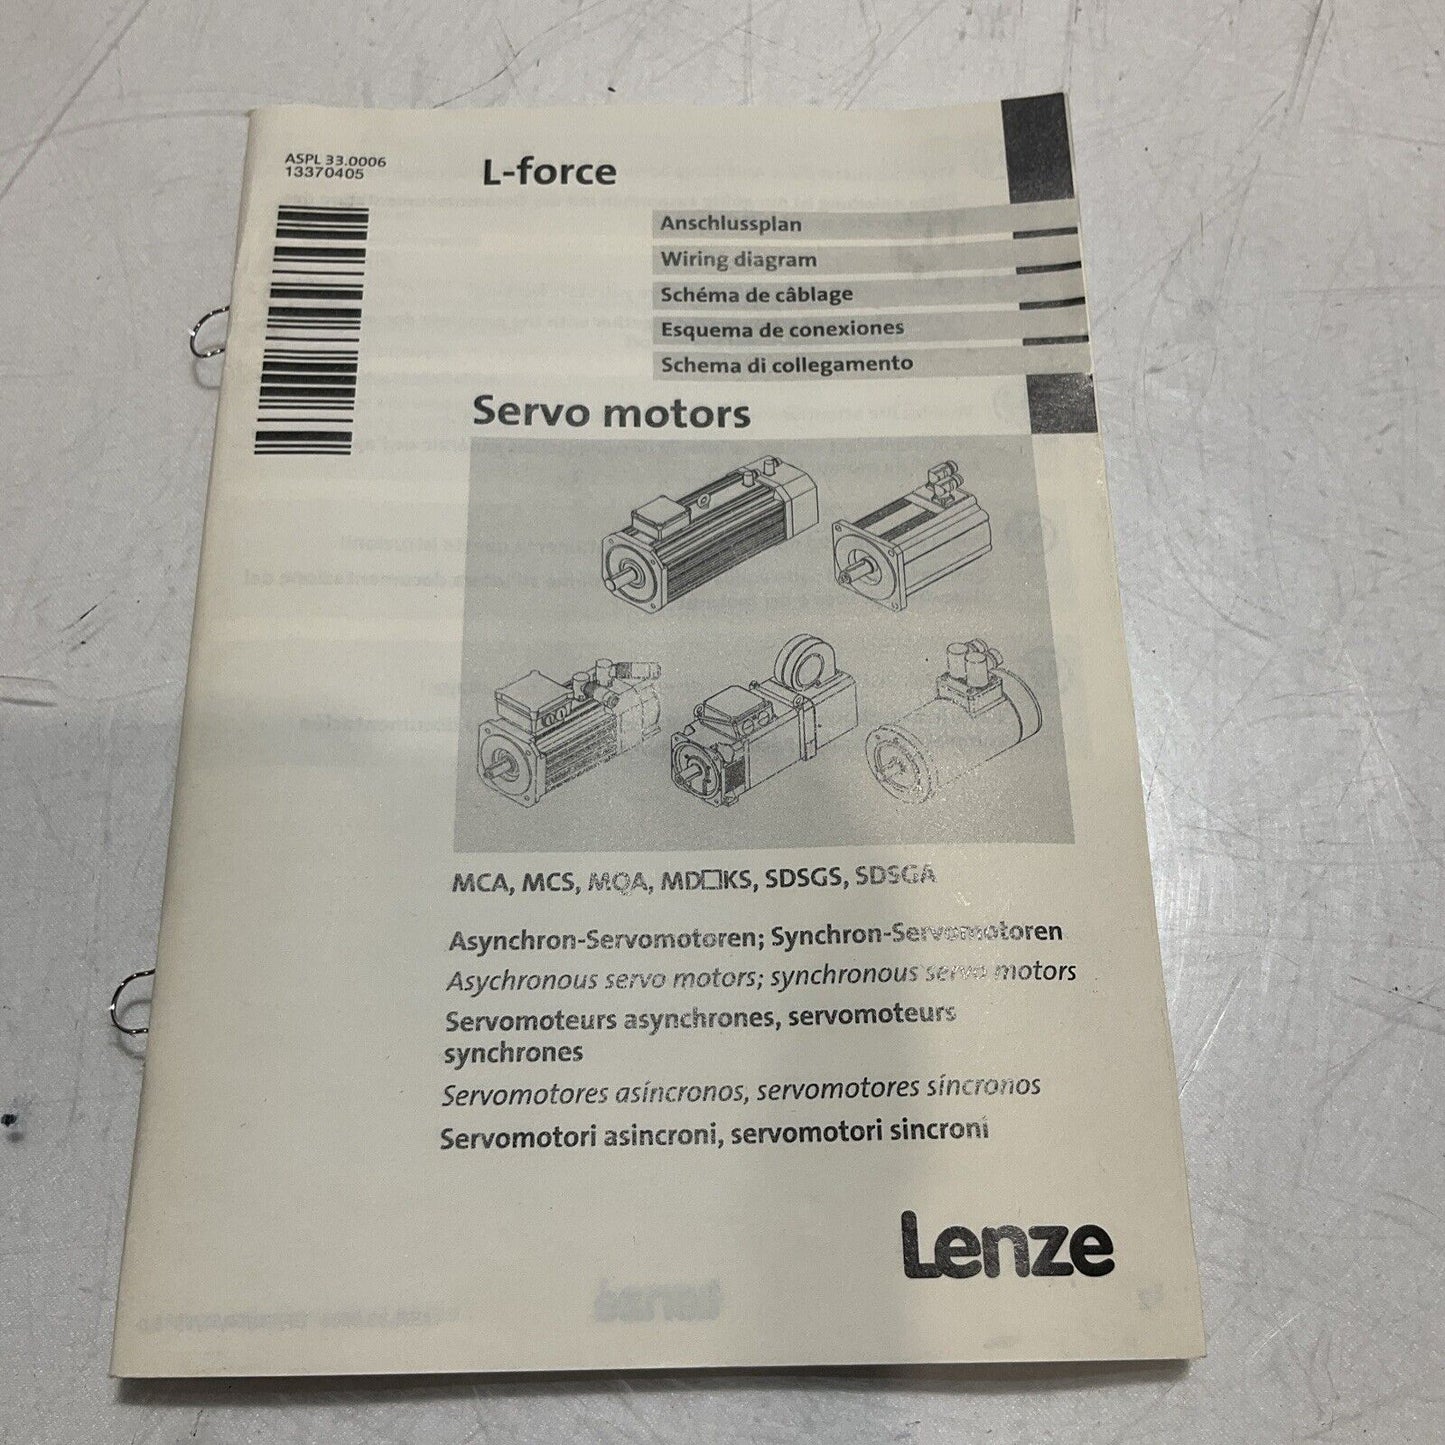 ASPL 33.0006
13370405
L-force
Anschlussplan
Wiring diagram
Schéma de câblage
Esquema de conexiones
Schema di collegamento
Servo motors
MCA, MCS, MQA, MD□KS, SDSGS, SDSGA
Asynchron-Servomotoren; Synchron-Servomotoren
Asychronous servo motors; synchronous servo motors
Servomoteurs asynchrones, servomoteurs
synchrones
Servomotores asíncronos, servomotores síncronos
Servomotori asincroni, servomotori sincroni
Lenze